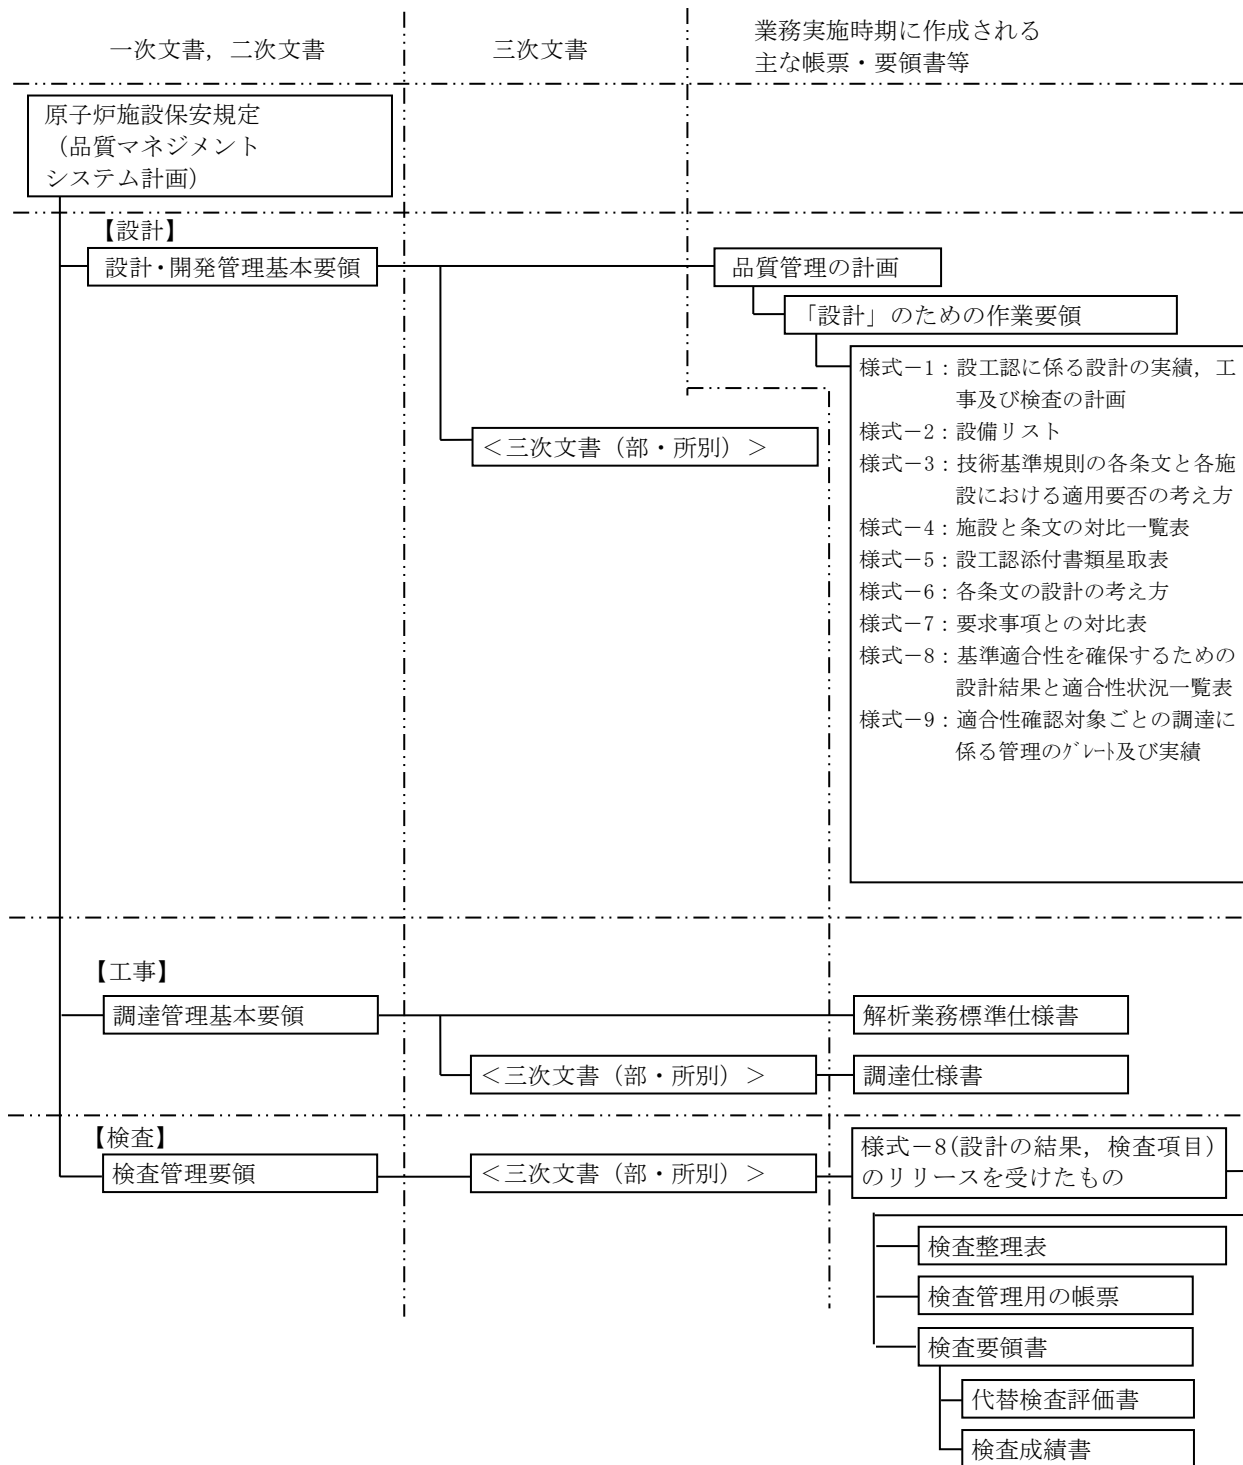 一次文書，二次文書
三次文書
業務実施時期に作成される
主な帳票・要領書等
原子炉施設保安規定
（品質マネジメント
システム計画）
【設計】
設計・開発管理基本要領
品質管理の計画
「設計」のための作業要領
様式－1：設工認に係る設計の実績，工
事及び検査の計画
様式－2：設備リスト
様式－3：技術基準規則の各条文と各施
設における適用要否の考え方
様式－4：施設と条文の対比一覧表
様式－5：設工認添付書類星取表
様式－6：各条文の設計の考え方
様式－7：要求事項との対比表
様式－8：基準適合性を確保するための
設計結果と適合性状況一覧表
様式－9：適合性確認対象ごとの調達に
係る管理のｸﾞﾚｰﾄ及び実績
＜三次文書（部・所別）＞
【工事】
調達管理基本要領
解析業務標準仕様書
＜三次文書（部・所別）＞
調達仕様書
【検査】
検査管理要領
＜三次文書（部・所別）＞
様式－8(設計の結果，検査項目)
のリリースを受けたもの
検査整理表
検査管理用の帳票
検査要領書
代替検査評価書
検査成績書